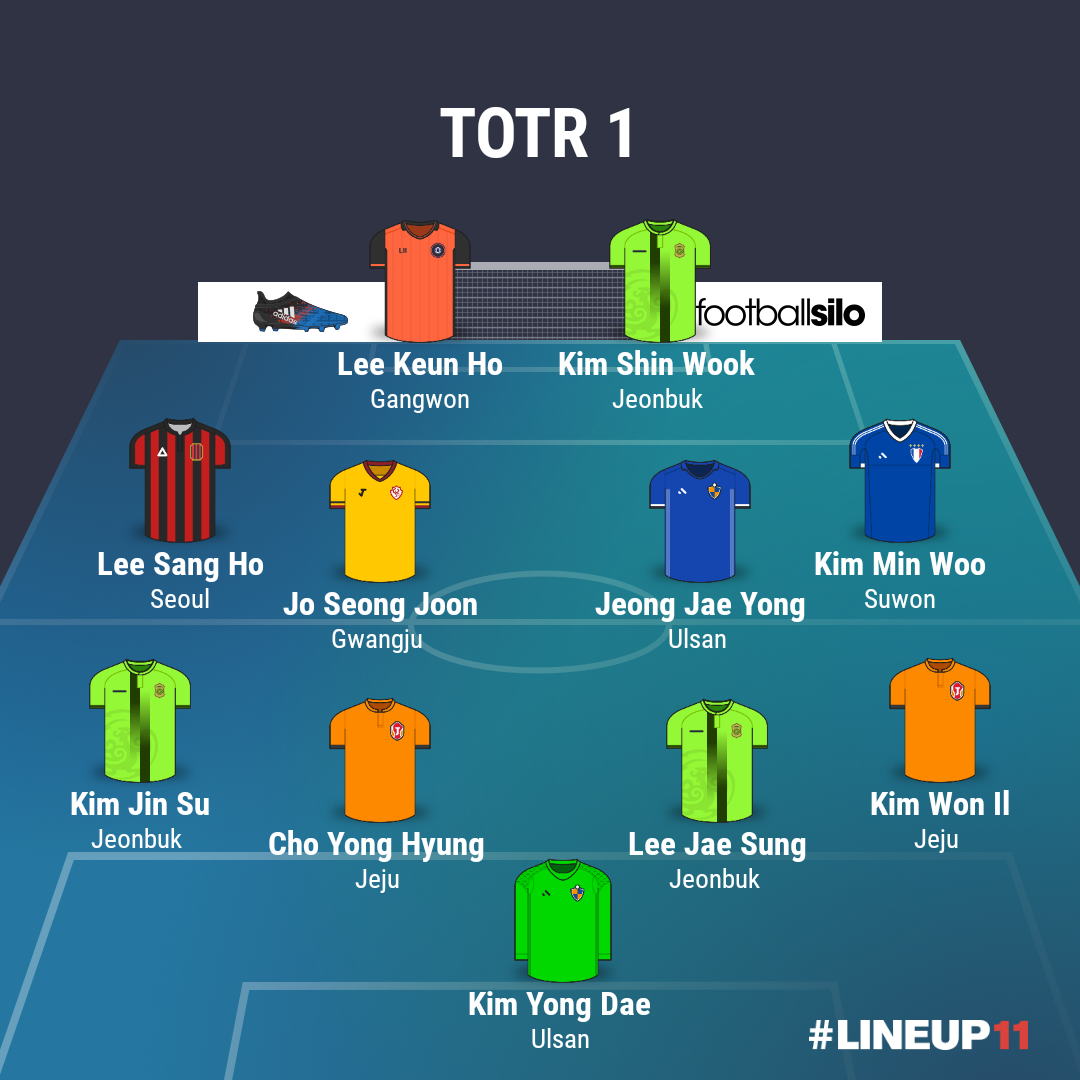 TOTR 1
adidas
footballsilo
Lee Keun Ho
Gangwon
Kim Shin Wook
Jeonbuk
Lee Sang Ho
Seoul
Jo Seong Joon
Gwangju
Jeong Jae Yong
Ulsan
Kim Min Woo
Suwon
Kim Jin Su
Jeonbuk
Cho Yong Hyung
Jeju
Lee Jae Sung
Jeonbuk
Kim Won Il
Jeju
Kim Yong Dae
Ulsan
#LINEUP11